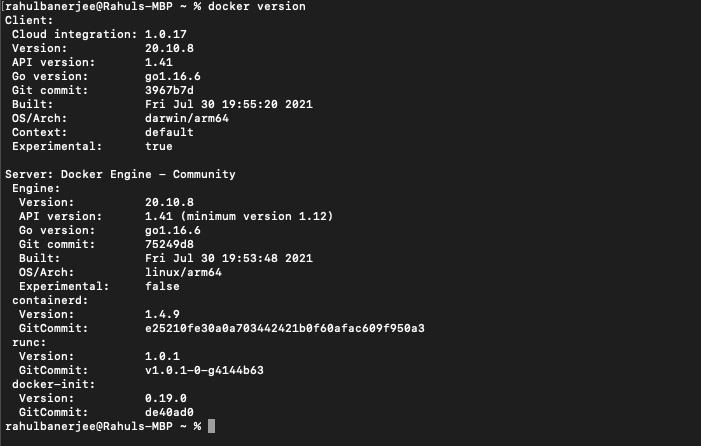 [rahulbanerjee@Rahuls-MBP ~ % docker version
Client:
 Cloud integration: 1.0.17
 Version:           20.10.8
 API version:       1.41
 Go version:        go1.16.6
 Git commit:        3967b7d
 Built:             Fri Jul 30 19:55:20 2021
 OS/Arch:           darwin/arm64
 Context:           default
 Experimental:      true

Server: Docker Engine - Community
 Engine:
  Version:          20.10.8
  API version:      1.41 (minimum version 1.12)
  Go version:       go1.16.6
  Git commit:       75249d8
  Built:            Fri Jul 30 19:53:48 2021
  OS/Arch:          linux/arm64
  Experimental:     false
 containerd:
  Version:          1.4.9
  GitCommit:        e25210fe30a0a703442421b0f60afac609f950a3
 runc:
  Version:          1.0.1
  GitCommit:        v1.0.1-0-g4144b63
 docker-init:
  Version:          0.19.0
  GitCommit:        de40ad0
rahulbanerjee@Rahuls-MBP ~ %